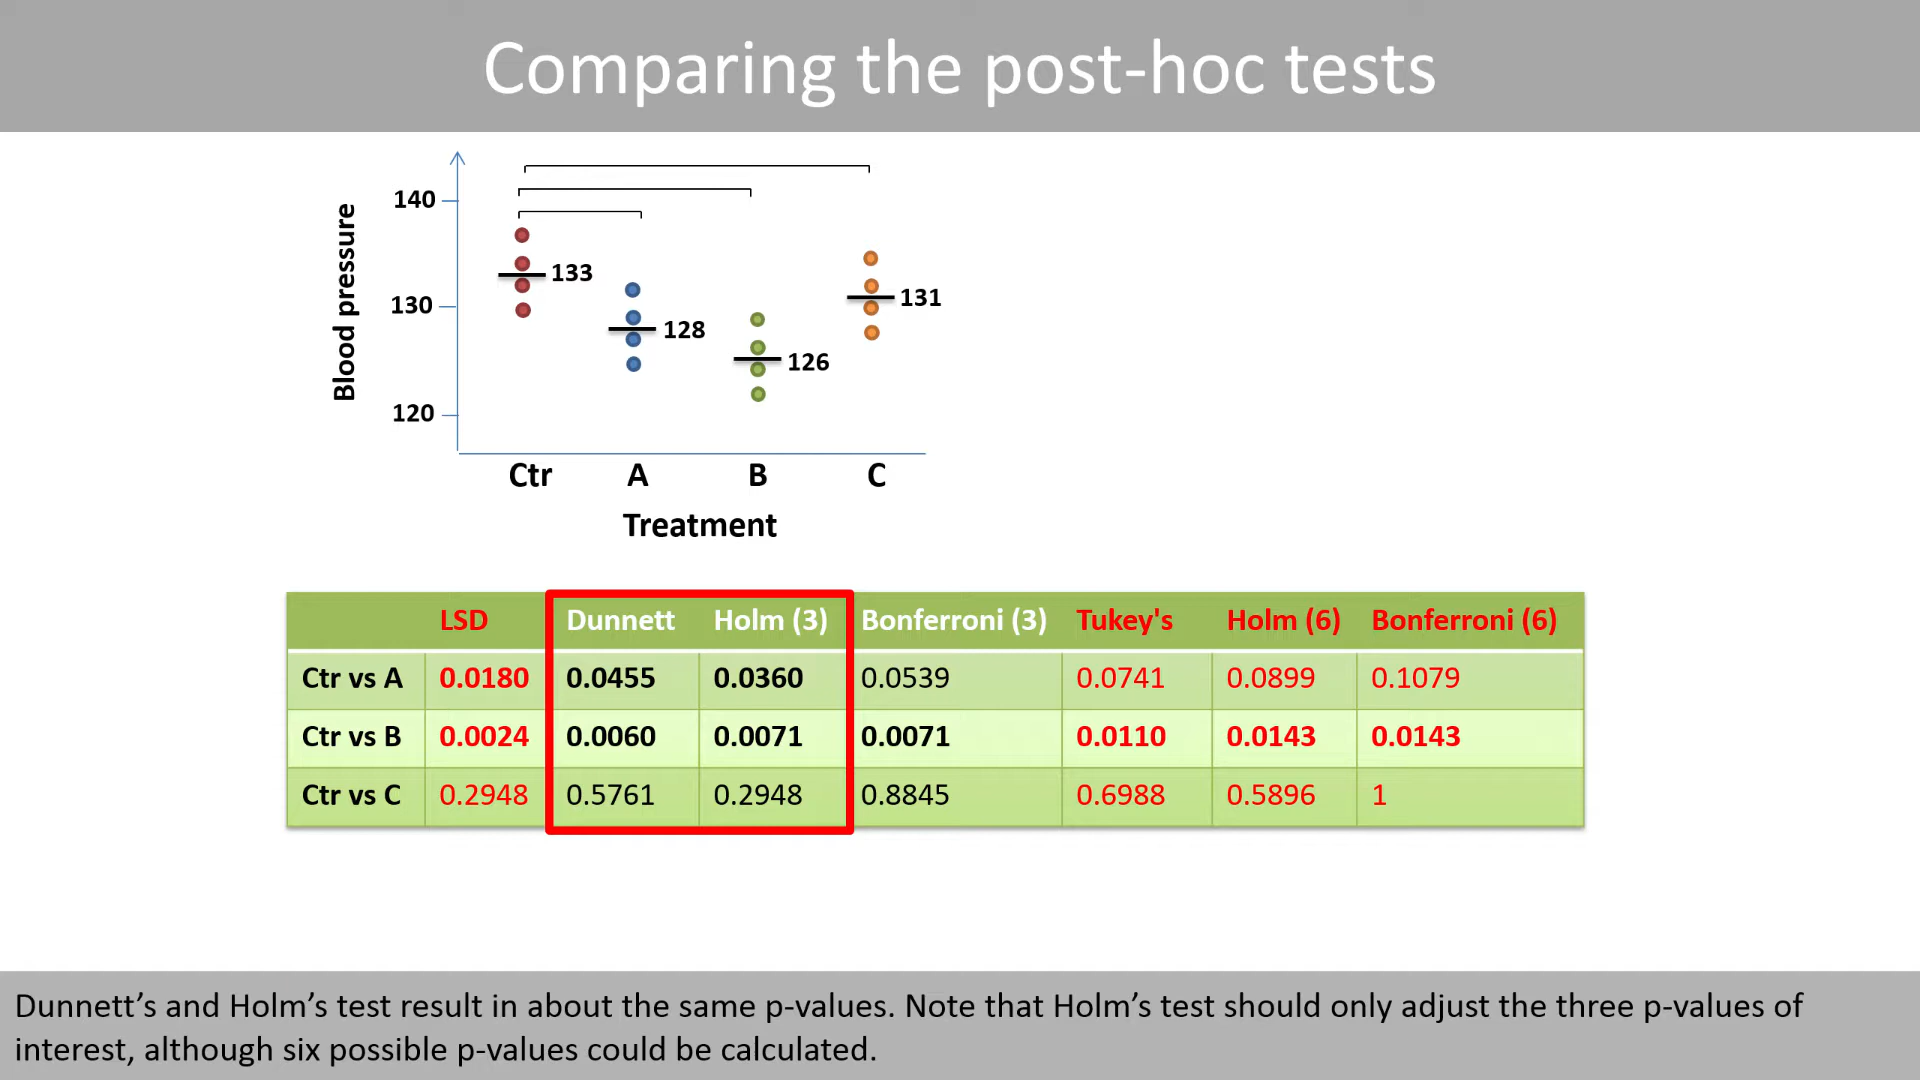 Comparing the post-hoc tests
140
130
120
Blood pressure
133
128
126
131
Ctr A B C
Treatment
LSD Dunnett Holm (3) Bonferroni (3) Tukey's Holm (6) Bonferroni (6)
Ctr vs A 0.0180 0.0455 0.0360 0.0539 0.0741 0.0899 0.1079
Ctr vs B 0.0024 0.0060 0.0071 0.0071 0.0110 0.0143 0.0143
Ctr vs C 0.2948 0.5761 0.2948 0.8845 0.6988 0.5896 1
Dunnett’s and Holm’s test result in about the same p-values. Note that Holm’s test should only adjust the three p-values of
interest, although six possible p-values could be calculated.